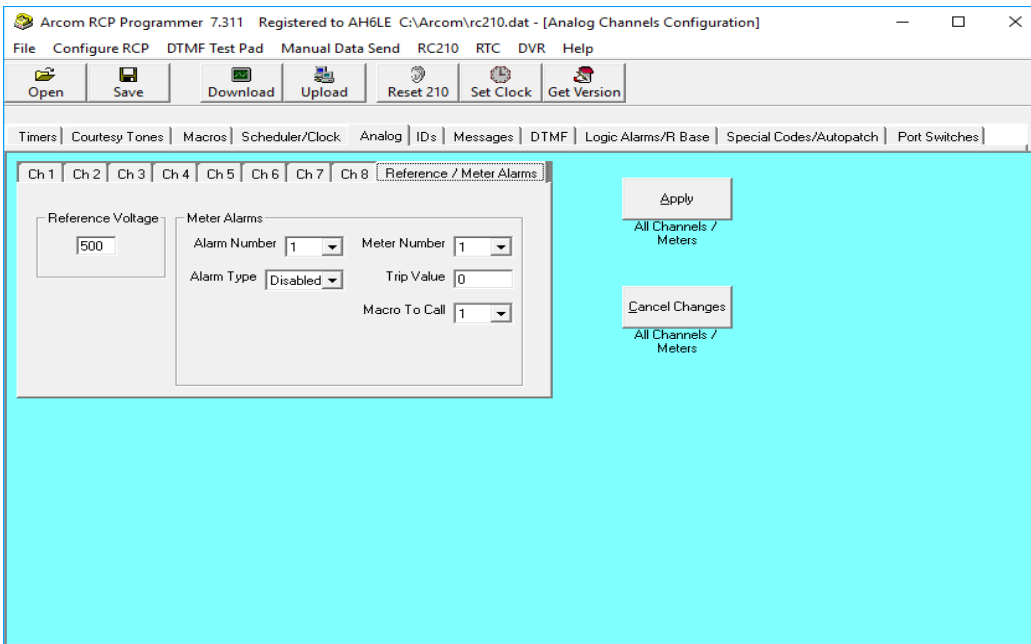 Arcom RCP Programmer 7.311 Registered to AH6LE C:\Arcom\rc210.dat - [Analog Channels Configuration]
File Configure RCP DTMF Test Pad Manual Data Send RC210 RTC DVR Help
Open Save Download Upload Reset 210 Set Clock Get Version
Timers Courtesy Tones Macros Scheduler/Clock Analog IDs Messages DTMF Logic Alarms/R Base Special Codes/Autopatch Port Switches
Ch 1 Ch 2 Ch 3 Ch 4 Ch 5 Ch 6 Ch 7 Ch 8 Reference / Meter Alarms
Reference Voltage
500
Meter Alarms
Alarm Number 1 Meter Number 1
Alarm Type Disabled Trip Value 0
Macro To Call 1
Apply
All Channels /
Meters
Cancel Changes
All Channels /
Meters